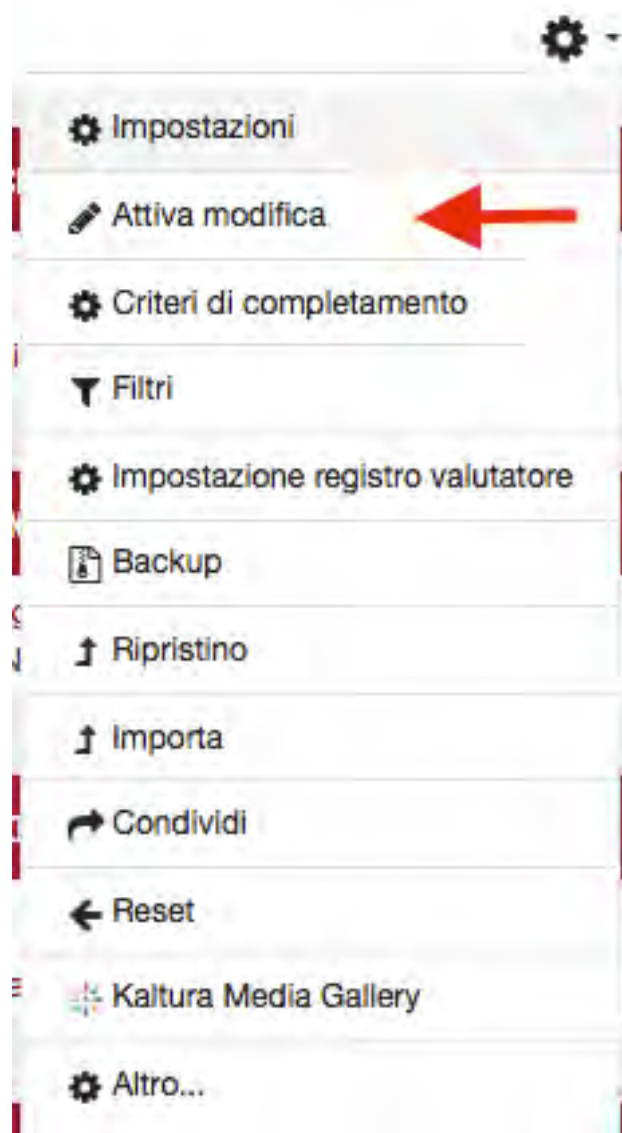 Impostazioni
Attiva modifica
Criteri di completamento
Filtri
Impostazione registro valutatore
Backup
Ripristino
Importa
Condividi
Reset
Kaltura Media Gallery
Altro...